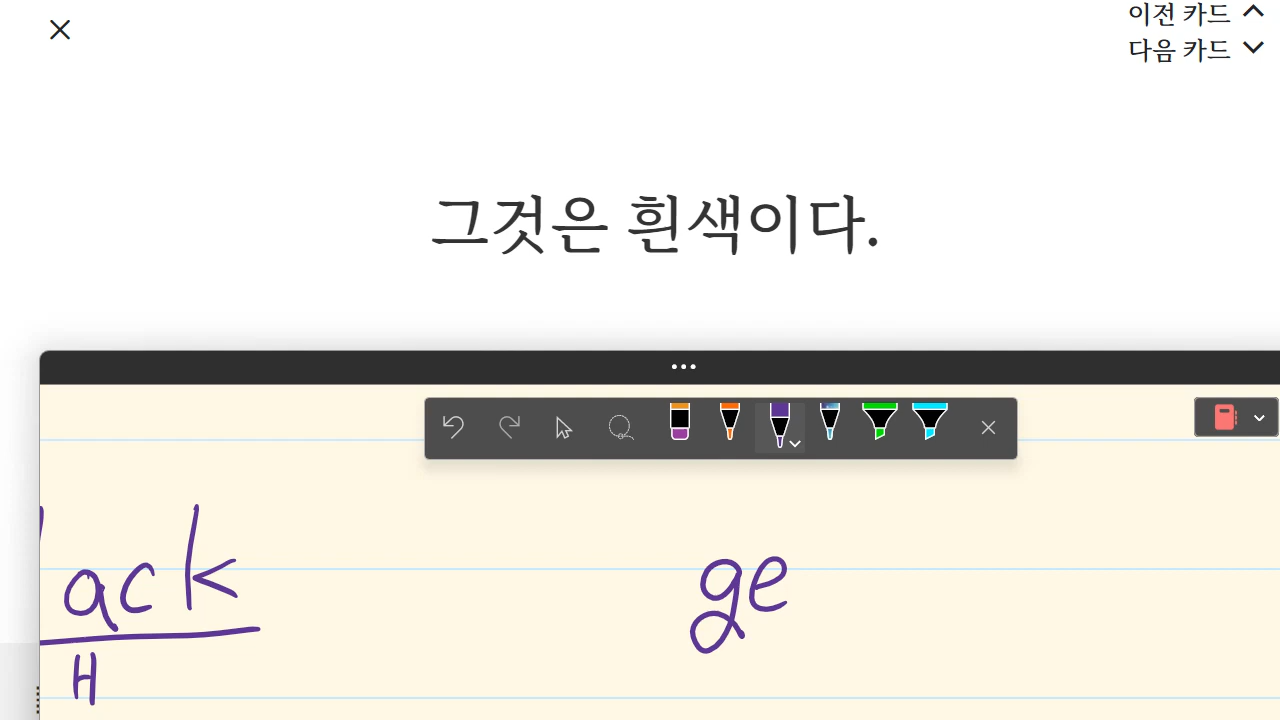 이전 카드
다음 카드
그것은 흰색이다.
ack
ge
H